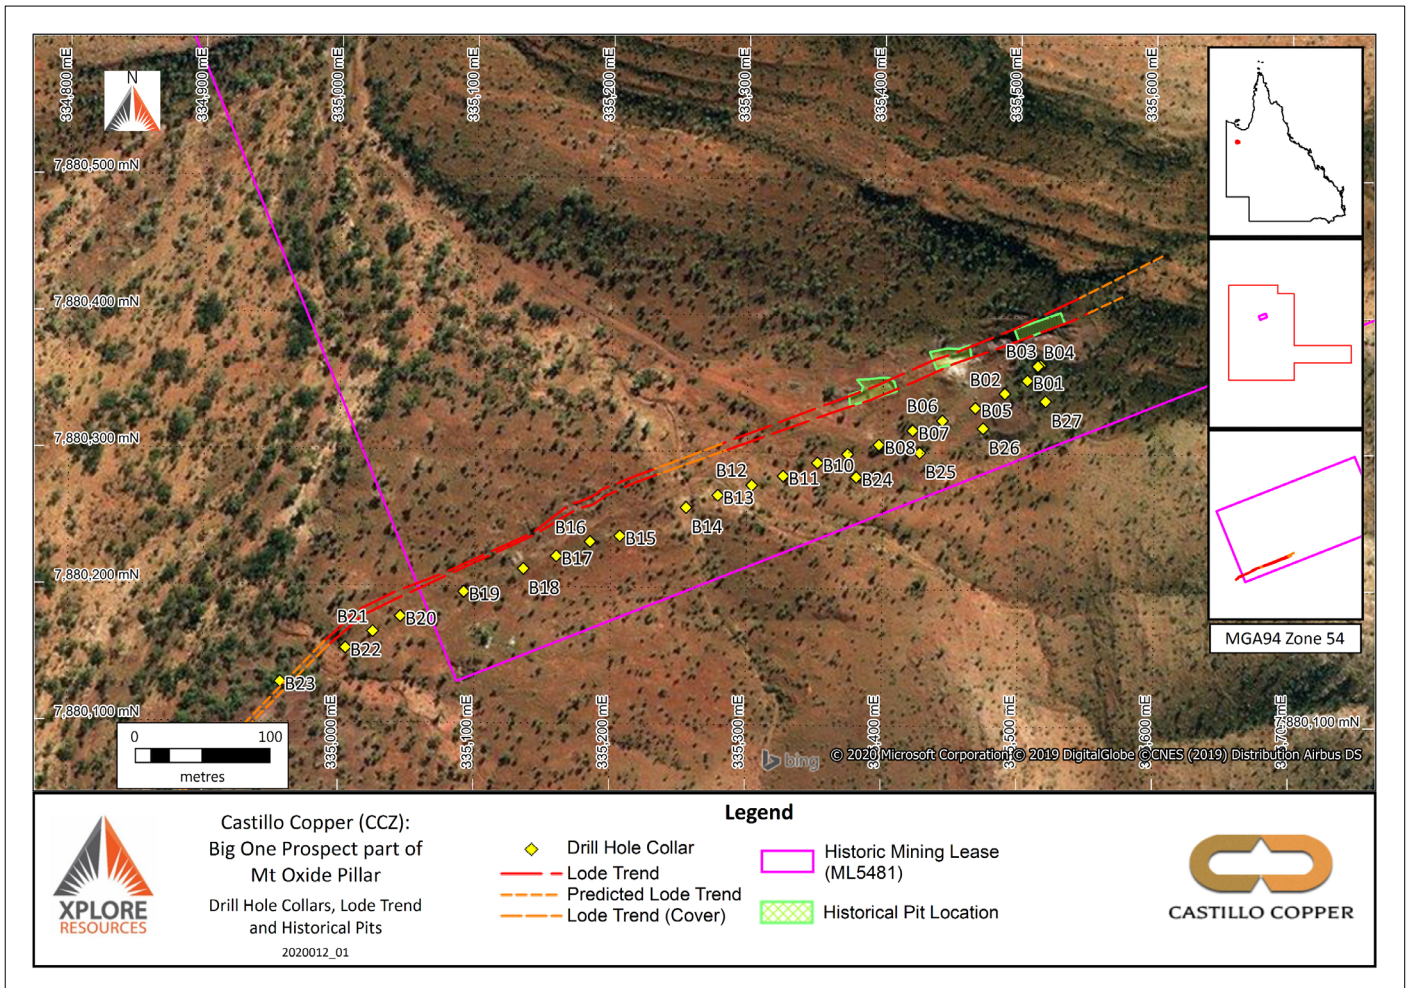 334,800 mE
334,900 mE
335,000 mE
335,100 mE
335,200 mE
335,300 mE
335,400 mE
335,500 mE
335,600 mE
N
7,880,500 mN
7,880,400 mN
7,880,300 mN
7,880,200 mN
7,880,100 mN
B03
B04
B02
B01
B05
B27
B06
B07
B26
B08
B25
B10
B24
B11
B12
B13
B14
B16
B15
B17
B18
B19
B21
B20
B22
B23
MGA94 Zone 54
335,000 mE
335,100 mE
335,200 mE
335,300 mE
335,400 mE
335,500 mE
7,880,100 mN
0 100
metres
bing
© 2020 Microsoft Corporation © 2019 DigitalGlobe ©CNES (2019) Distribution Airbus DS
XPLORE
RESOURCES
Castillo Copper (CCZ):
Big One Prospect part of
Mt Oxide Pillar
Drill Hole Collars, Lode Trend
and Historical Pits
2020012_01
Legend
Drill Hole Collar
Lode Trend
Predicted Lode Trend
Lode Trend (Cover)
Historic Mining Lease
(ML5481)
Historical Pit Location
CASTILLO COPPER